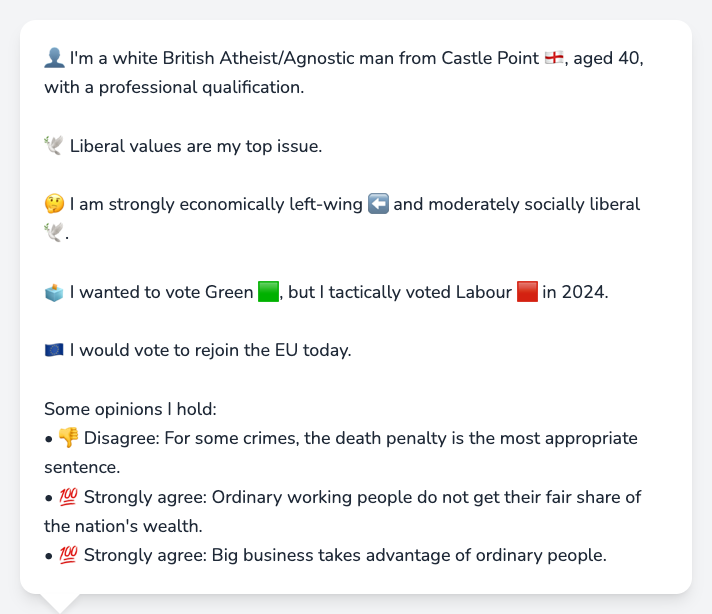 👤 I'm a white British Atheist/Agnostic man from Castle Point 🏴󠁧󠁢󠁥󠁮󠁧󠁿, aged 40,
with a professional qualification.
🕊️ Liberal values are my top issue.
🤔 I am strongly economically left-wing ⬅️ and moderately socially liberal
🕊️.
🗳️ I wanted to vote Green 🟩, but I tactically voted Labour 🟥 in 2024.
🇪🇺 I would vote to rejoin the EU today.
Some opinions I hold:
• 👎 Disagree: For some crimes, the death penalty is the most appropriate
sentence.
• 💯 Strongly agree: Ordinary working people do not get their fair share of
the nation's wealth.
• 💯 Strongly agree: Big business takes advantage of ordinary people.